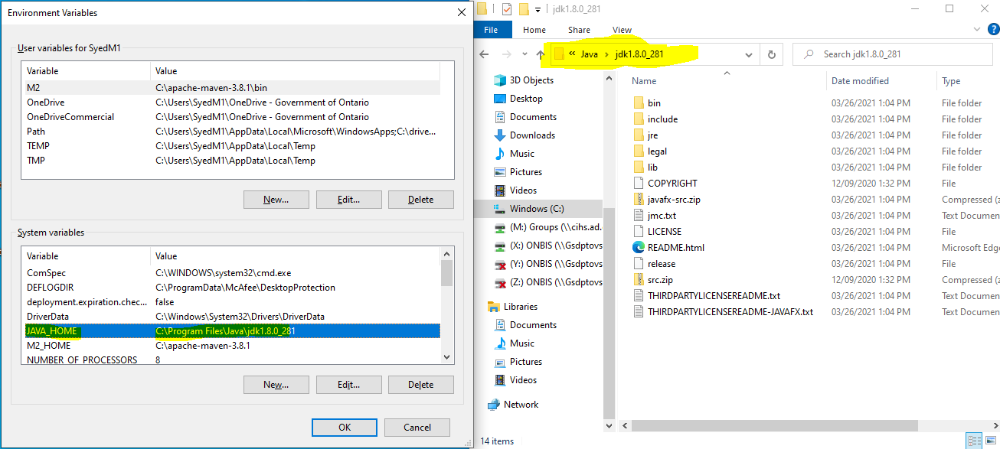 Environment Variables
User variables for SyedM1
Variable Value
M2 C:\apache-maven-3.8.1\bin
OneDrive C:\Users\SyedM1\OneDrive - Government of Ontario
OneDriveCommercial C:\Users\SyedM1\OneDrive - Government of Ontario
Path C:\Users\SyedM1\AppData\Local\Microsoft\WindowsApps;C:\drive...
TEMP C:\Users\SyedM1\AppData\Local\Temp
TMP C:\Users\SyedM1\AppData\Local\Temp
New... Edit... Delete
System variables
Variable Value
ComSpec C:\WINDOWS\system32\cmd.exe
DEFLOGDIR C:\ProgramData\McAfee\DesktopProtection
deployment.expiration.chec... false
DriverData C:\Windows\System32\Drivers\DriverData
JAVA_HOME C:\Program Files\Java\jdk1.8.0_281
M2_HOME C:\apache-maven-3.8.1
NUMBER_OF_PROCESSORS 8
New... Edit... Delete
OK Cancel
jdk1.8.0_281
File Home Share View
« Java › jdk1.8.0_281
Search jdk1.8.0_281
3D Objects
Desktop
Documents
Downloads
Music
Pictures
Videos
Windows (C:)
(M:) Groups (\\cihs.ad.
(X:) ONBIS (\\Gsdptovs
(Y:) ONBIS (\\Gsdptovs
(Z:) ONBIS (\\Gsdptovs
Libraries
Documents
Music
Pictures
Videos
Network
Name Date modified Type
bin 03/26/2021 1:04 PM File folder
include 03/26/2021 1:04 PM File folder
jre 03/26/2021 1:04 PM File folder
legal 03/26/2021 1:04 PM File folder
lib 03/26/2021 1:04 PM File folder
COPYRIGHT 12/09/2020 1:32 PM File
javafx-src.zip 03/26/2021 1:04 PM Compressed (z
jmc.txt 03/26/2021 1:04 PM Text Documen
LICENSE 03/26/2021 1:04 PM File
README.html 03/26/2021 1:04 PM Microsoft Edg
release 03/26/2021 1:04 PM File
src.zip 12/09/2020 1:32 PM Compressed (z
THIRDPARTYLICENSEREADME.txt 03/26/2021 1:04 PM Text Documen
THIRDPARTYLICENSEREADME-JAVAFX.txt 03/26/2021 1:04 PM Text Documen
14 items